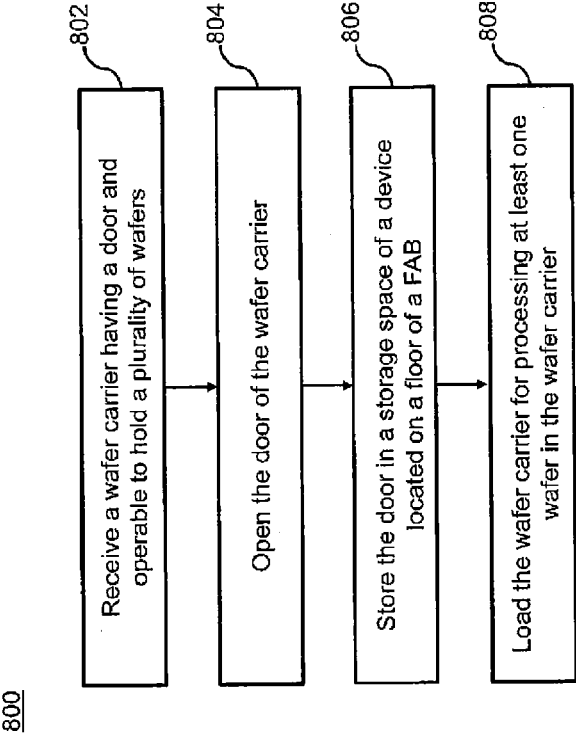 800
Receive a wafer carrier having a door and
operable to hold a plurality of wafers
802
Open the door of the wafer carrier
804
Store the door in a storage space of a device
located on a floor of a FAB
806
Load the wafer carrier for processing at least one
wafer in the wafer carrier
808